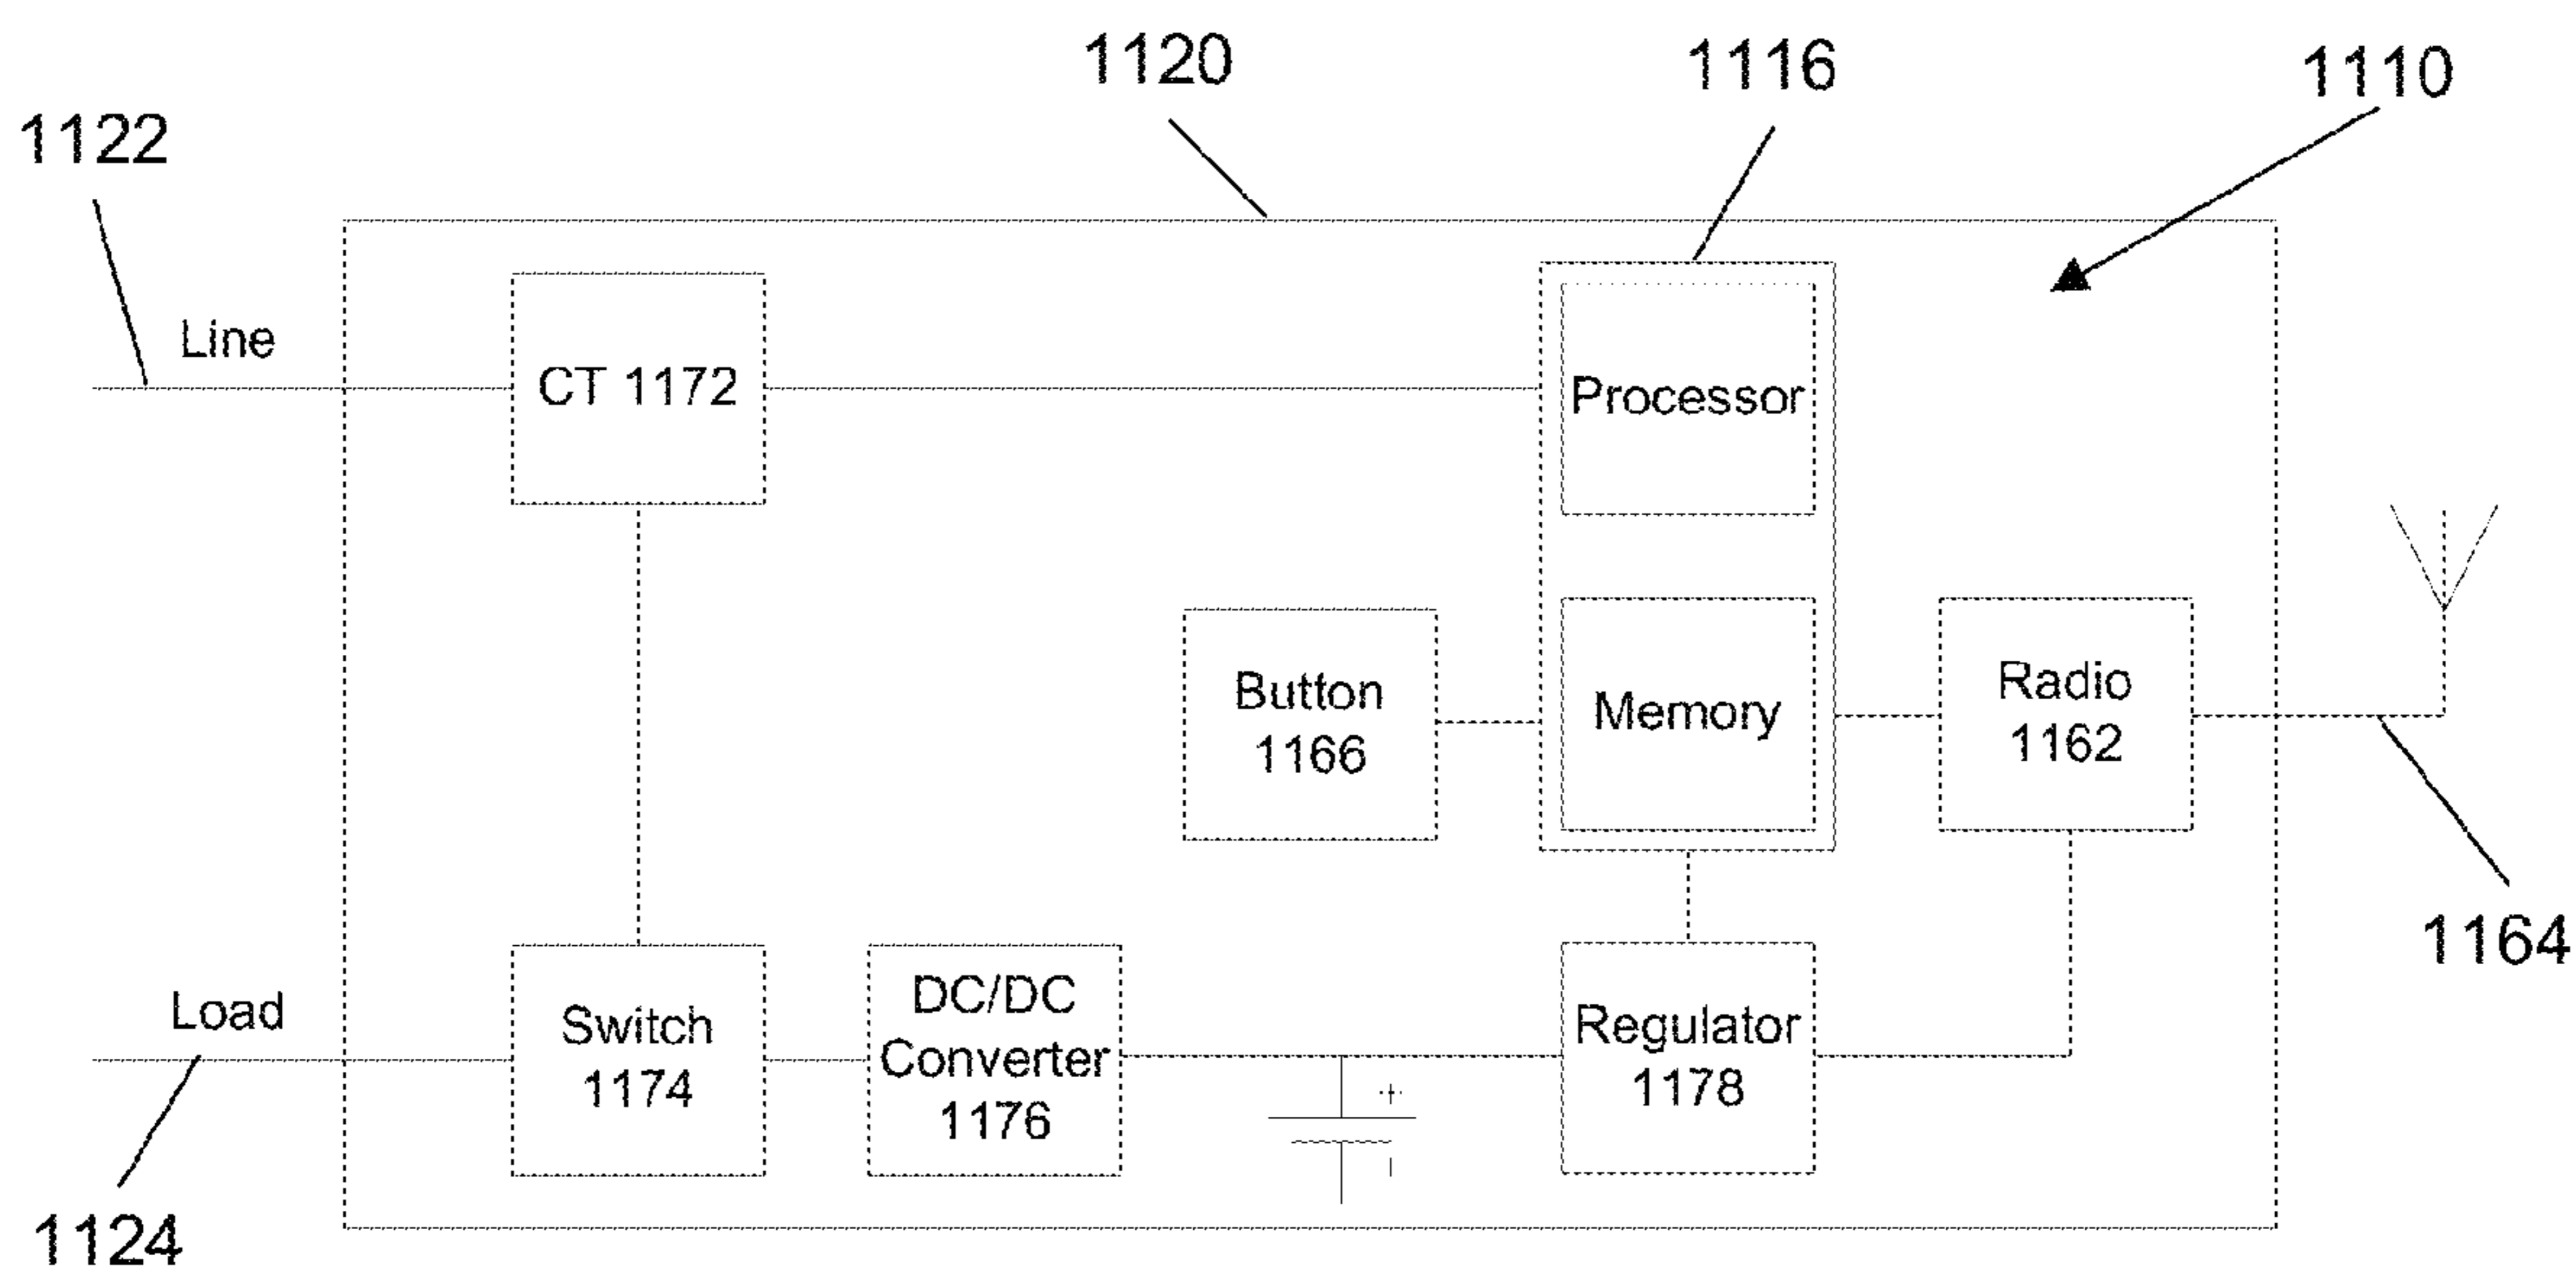 1120
1116
1110
1122
Line
CT 1172
Processor
Button
1166
Memory
Radio
1162
1164
Load
Switch
1174
DC/DC
Converter
1176
+
Regulator
1178
1124